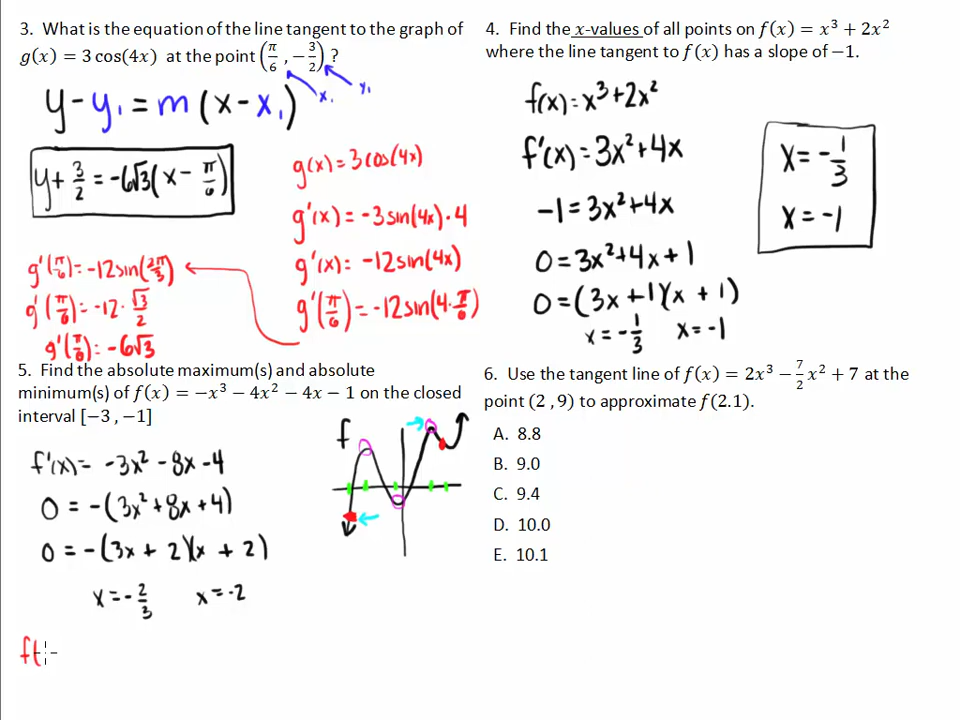 3. What is the equation of the line tangent to the graph of
g(x) = 3 cos(4x) at the point (π/6, −3/2)?
y - y₁ = m (x - x₁)
x₁
y₁
y + 3/2 = -6√3(x - π/6)
g(x) = 3cos(4x)
g'(x) = -3sin(4x) · 4
g'(x) = -12sin(4x)
g'(π/6) = -12sin(4·π/6)
g'(π/6) = -12sin(2π/3)
g'(π/6) = -12 · √3/2
g'(π/6) = -6√3
4. Find the x-values of all points on f(x) = x³ + 2x²
where the line tangent to f(x) has a slope of −1.
f(x) = x³+2x²
f'(x) = 3x²+4x
-1 = 3x²+4x
0 = 3x²+4x+1
0 = (3x+1)(x+1)
x = -1/3 x = -1
x = -1/3
x = -1
5. Find the absolute maximum(s) and absolute
minimum(s) of f(x) = −x³ − 4x² − 4x − 1 on the closed
interval [−3, −1]
f'(x) = -3x² - 8x - 4
0 = -(3x² + 8x + 4)
0 = -(3x + 2)(x + 2)
x = -2/3 x = -2
f
f(-
6. Use the tangent line of f(x) = 2x³ − 7/2 x² + 7 at the
point (2, 9) to approximate f(2.1).
A. 8.8
B. 9.0
C. 9.4
D. 10.0
E. 10.1